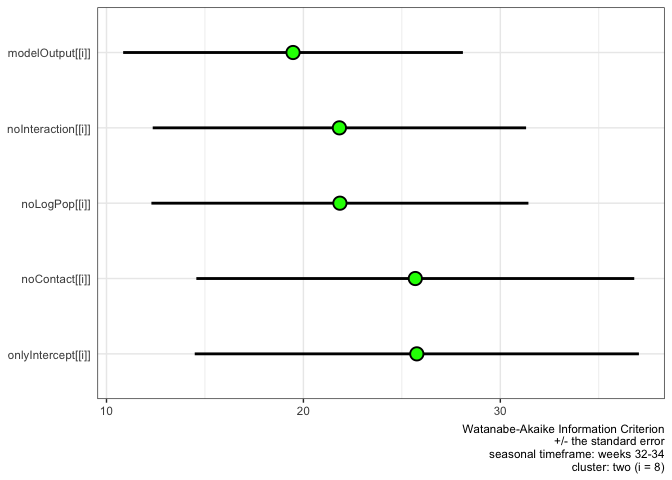 modelOutput[[i]]
noInteraction[[i]]
noLogPop[[i]]
noContact[[i]]
onlyIntercept[[i]]
10
20
30
Watanabe-Akaike Information Criterion
+/- the standard error
seasonal timeframe: weeks 32-34
cluster: two (i = 8)